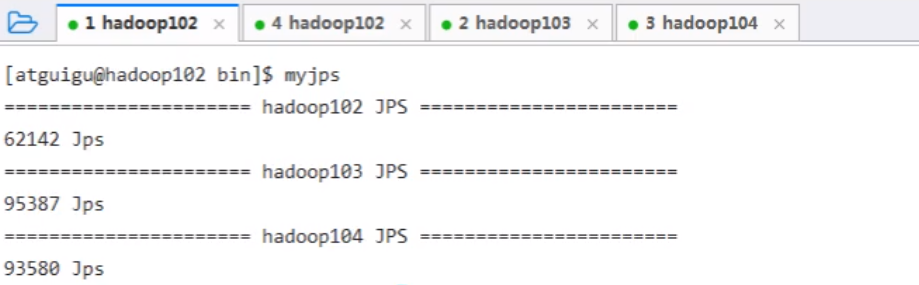 1 hadoop102 × 4 hadoop102 × 2 hadoop103 × 3 hadoop104 ×
[atguigu@hadoop102 bin]$ myjps
====================== hadoop102 JPS =======================
62142 Jps
====================== hadoop103 JPS =======================
95387 Jps
====================== hadoop104 JPS =======================
93580 Jps